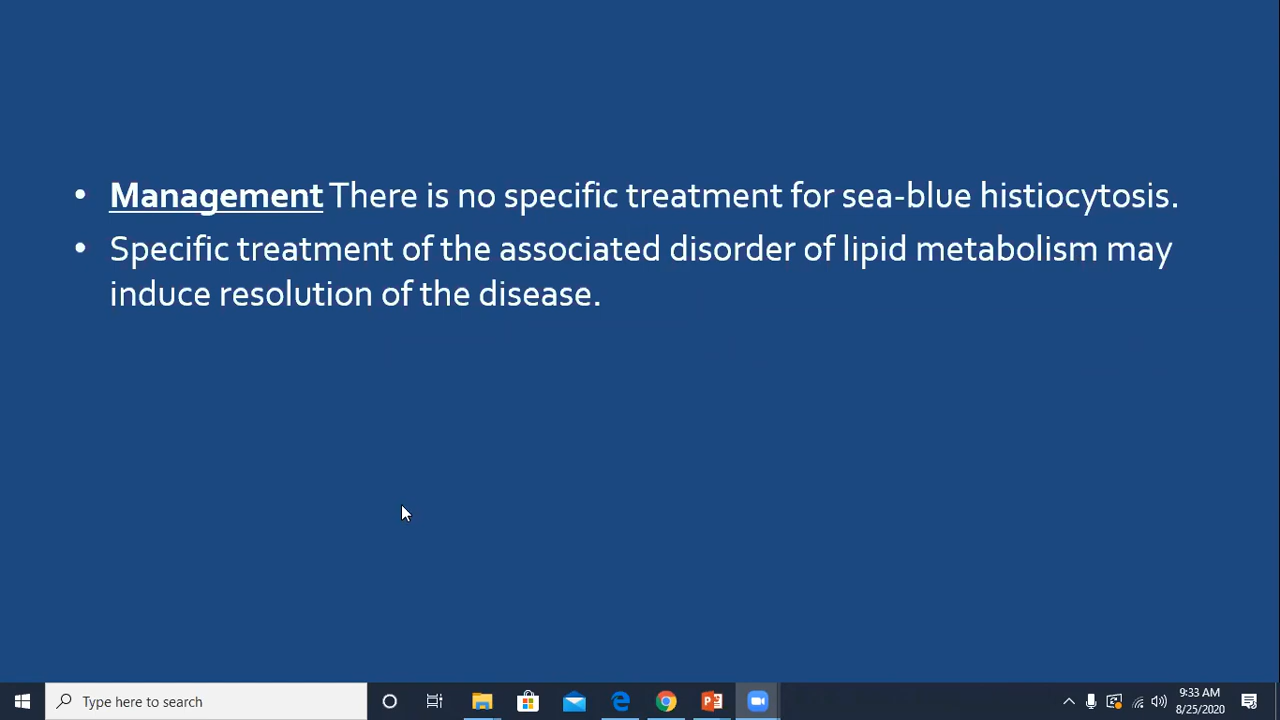 • Management There is no specific treatment for sea-blue histiocytosis.
• Specific treatment of the associated disorder of lipid metabolism may
induce resolution of the disease.
Type here to search
9:33 AM
8/25/2020